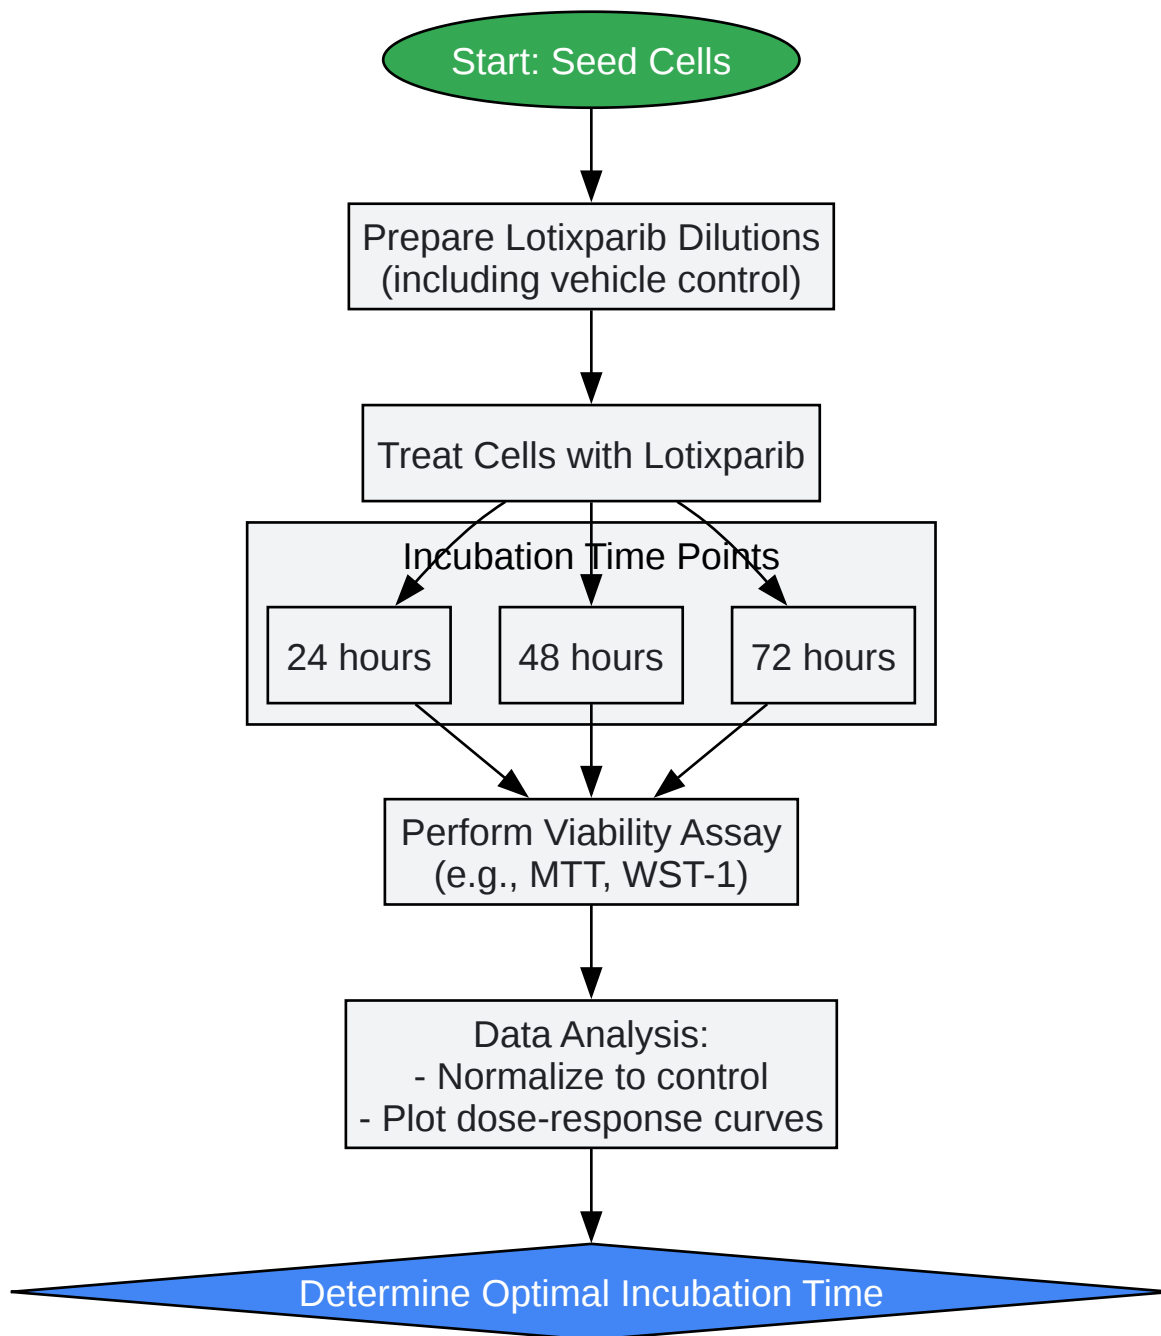 Start: Seed Cells
Prepare Lotixparib Dilutions
(including vehicle control)
Treat Cells with Lotixparib
Incubation Time Points
24 hours
48 hours
72 hours
Perform Viability Assay
(e.g., MTT, WST-1)
Data Analysis:
- Normalize to control
- Plot dose-response curves
Determine Optimal Incubation Time